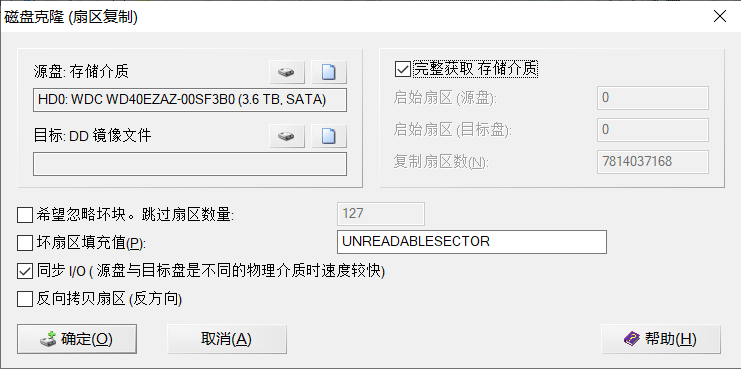 磁盘克隆 (扇区复制)
源盘: 存储介质
HD0: WDC WD40EZAZ-00SF3B0 (3.6 TB, SATA)
目标: DD 镜像文件
完整获取 存储介质
启始扇区 (源盘): 0
启始扇区 (目标盘): 0
复制扇区数(N): 7814037168
希望忽略坏块。跳过扇区数量: 127
坏扇区填充值(P): UNREADABLESECTOR
同步 I/O ( 源盘与目标盘是不同的物理介质时速度较快)
反向拷贝扇区 (反方向)
确定(O) 取消(A) 帮助(H)